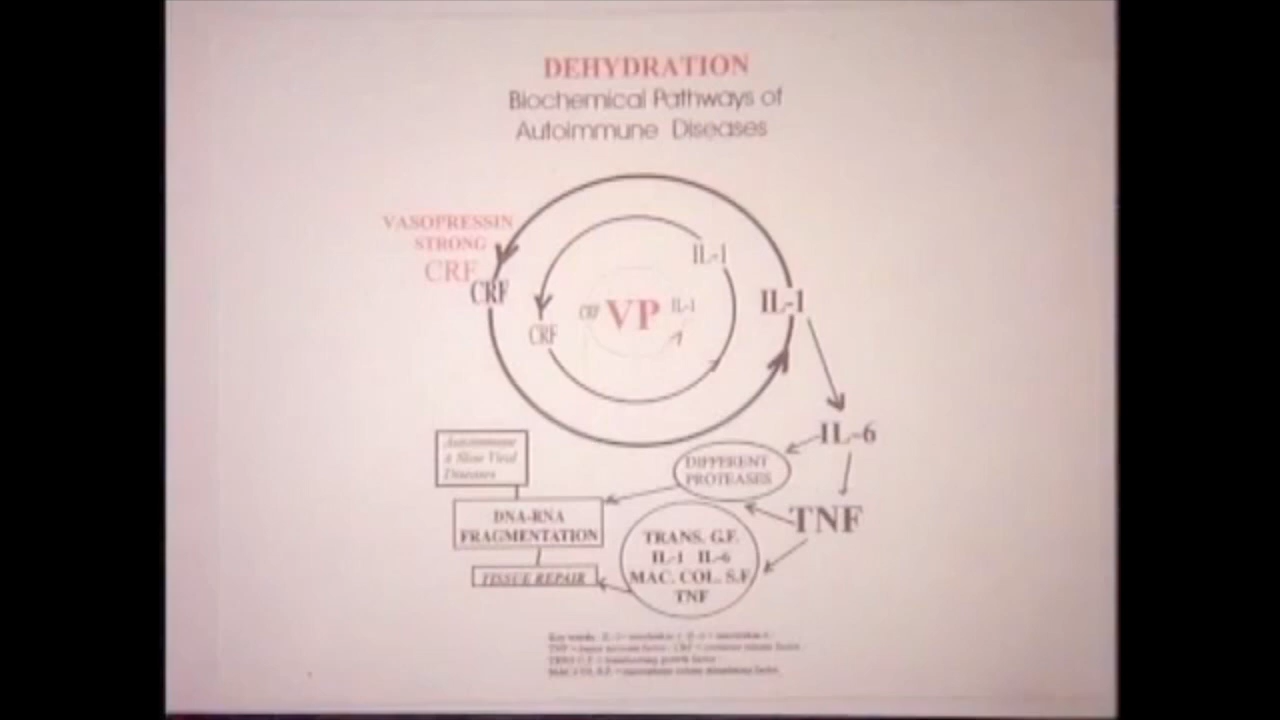 DEHYDRATION
Biochemical Pathways of
Autoimmune Diseases
VASOPRESSIN
STRONG
CRF
CRF
IL-1
CRF
VP
IL-1
CRF
IL-1
IL-6
DIFFERENT
PROTEASES
TNF
Autoimmune
& Slow Viral
Diseases
DNA-RNA
FRAGMENTATION
TISSUE REPAIR
TRANS. G.F.
IL-1 IL-6
MAC. COL. S.F.
TNF
Key words: